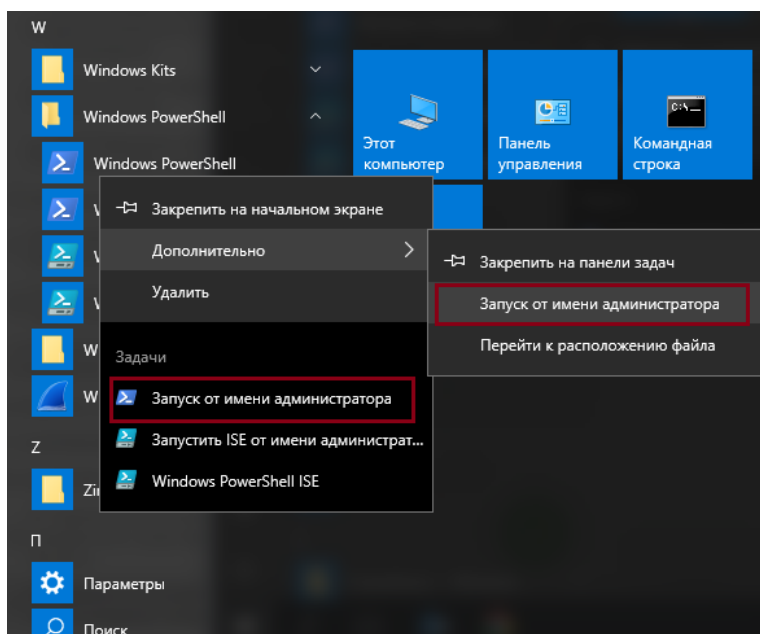 W
Windows Kits
Windows PowerShell
Windows PowerShell
Этот
компьютер
Панель
управления
Командная
строка
Закрепить на начальном экране
Дополнительно
Удалить
Закрепить на панели задач
Запуск от имени администратора
Перейти к расположению файла
Задачи
Запуск от имени администратора
Запустить ISE от имени администрат...
Windows PowerShell ISE
W
W
Z
П
Параметры
Поиск